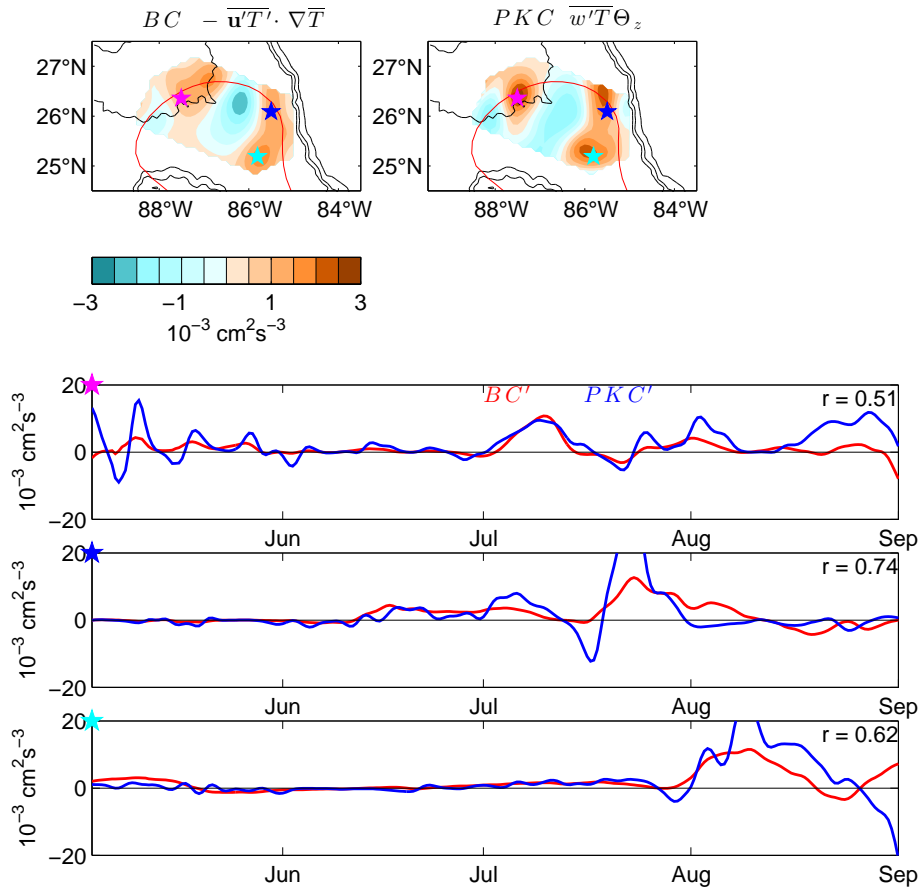 BC − u′T′ · ∇T PKC w′TΘz
27°N 27°N
26°N 26°N
25°N 25°N
88°W 86°W 84°W 88°W 86°W 84°W
−3 −1 1 3
10−3 cm2s−3
20 BC′ PKC′ r = 0.51
0
−20
10−3 cm2s−3
Jun Jul Aug Sep
20 r = 0.74
0
−20
10−3 cm2s−3
Jun Jul Aug Sep
20 r = 0.62
0
−20
10−3 cm2s−3
Jun Jul Aug Sep